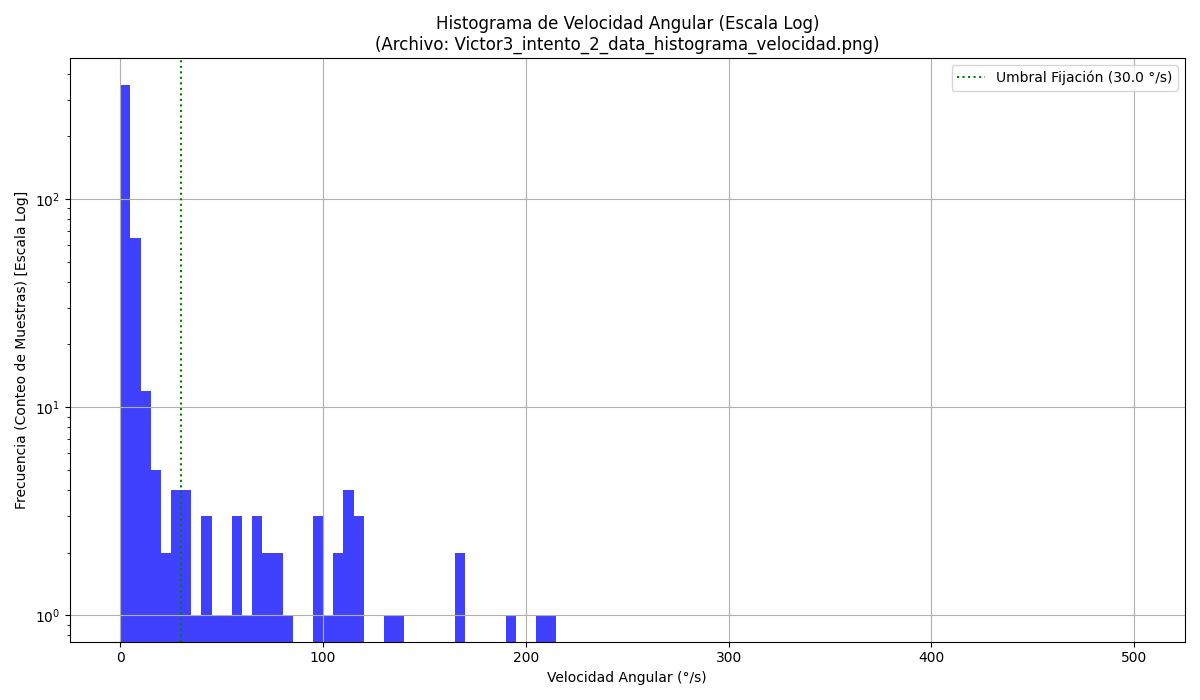 Histograma de Velocidad Angular (Escala Log)
(Archivo: Victor3_intento_2_data_histograma_velocidad.png)
Umbral Fijación (30.0 °/s)
Frecuencia (Conteo de Muestras) [Escala Log]
10²
10¹
10⁰
0 100 200 300 400 500
Velocidad Angular (°/s)